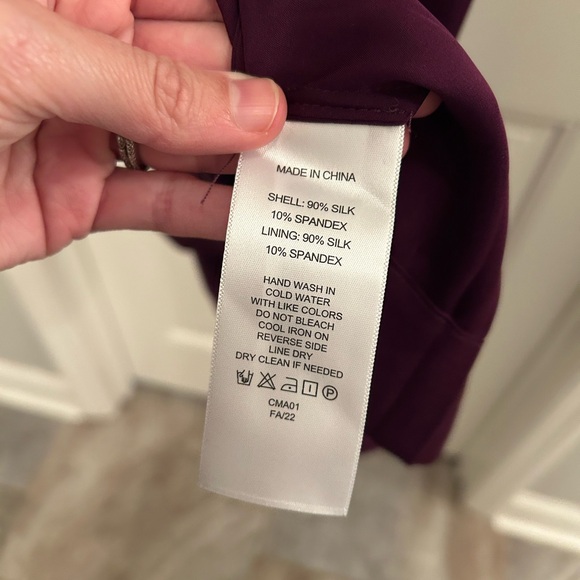 MADE IN CHINA
SHELL: 90% SILK
10% SPANDEX
LINING: 90% SILK
10% SPANDEX
HAND WASH IN
COLD WATER
WITH LIKE COLORS
DO NOT BLEACH
COOL IRON ON
REVERSE SIDE
LINE DRY
DRY CLEAN IF NEEDED
P
CMA01
FA/22